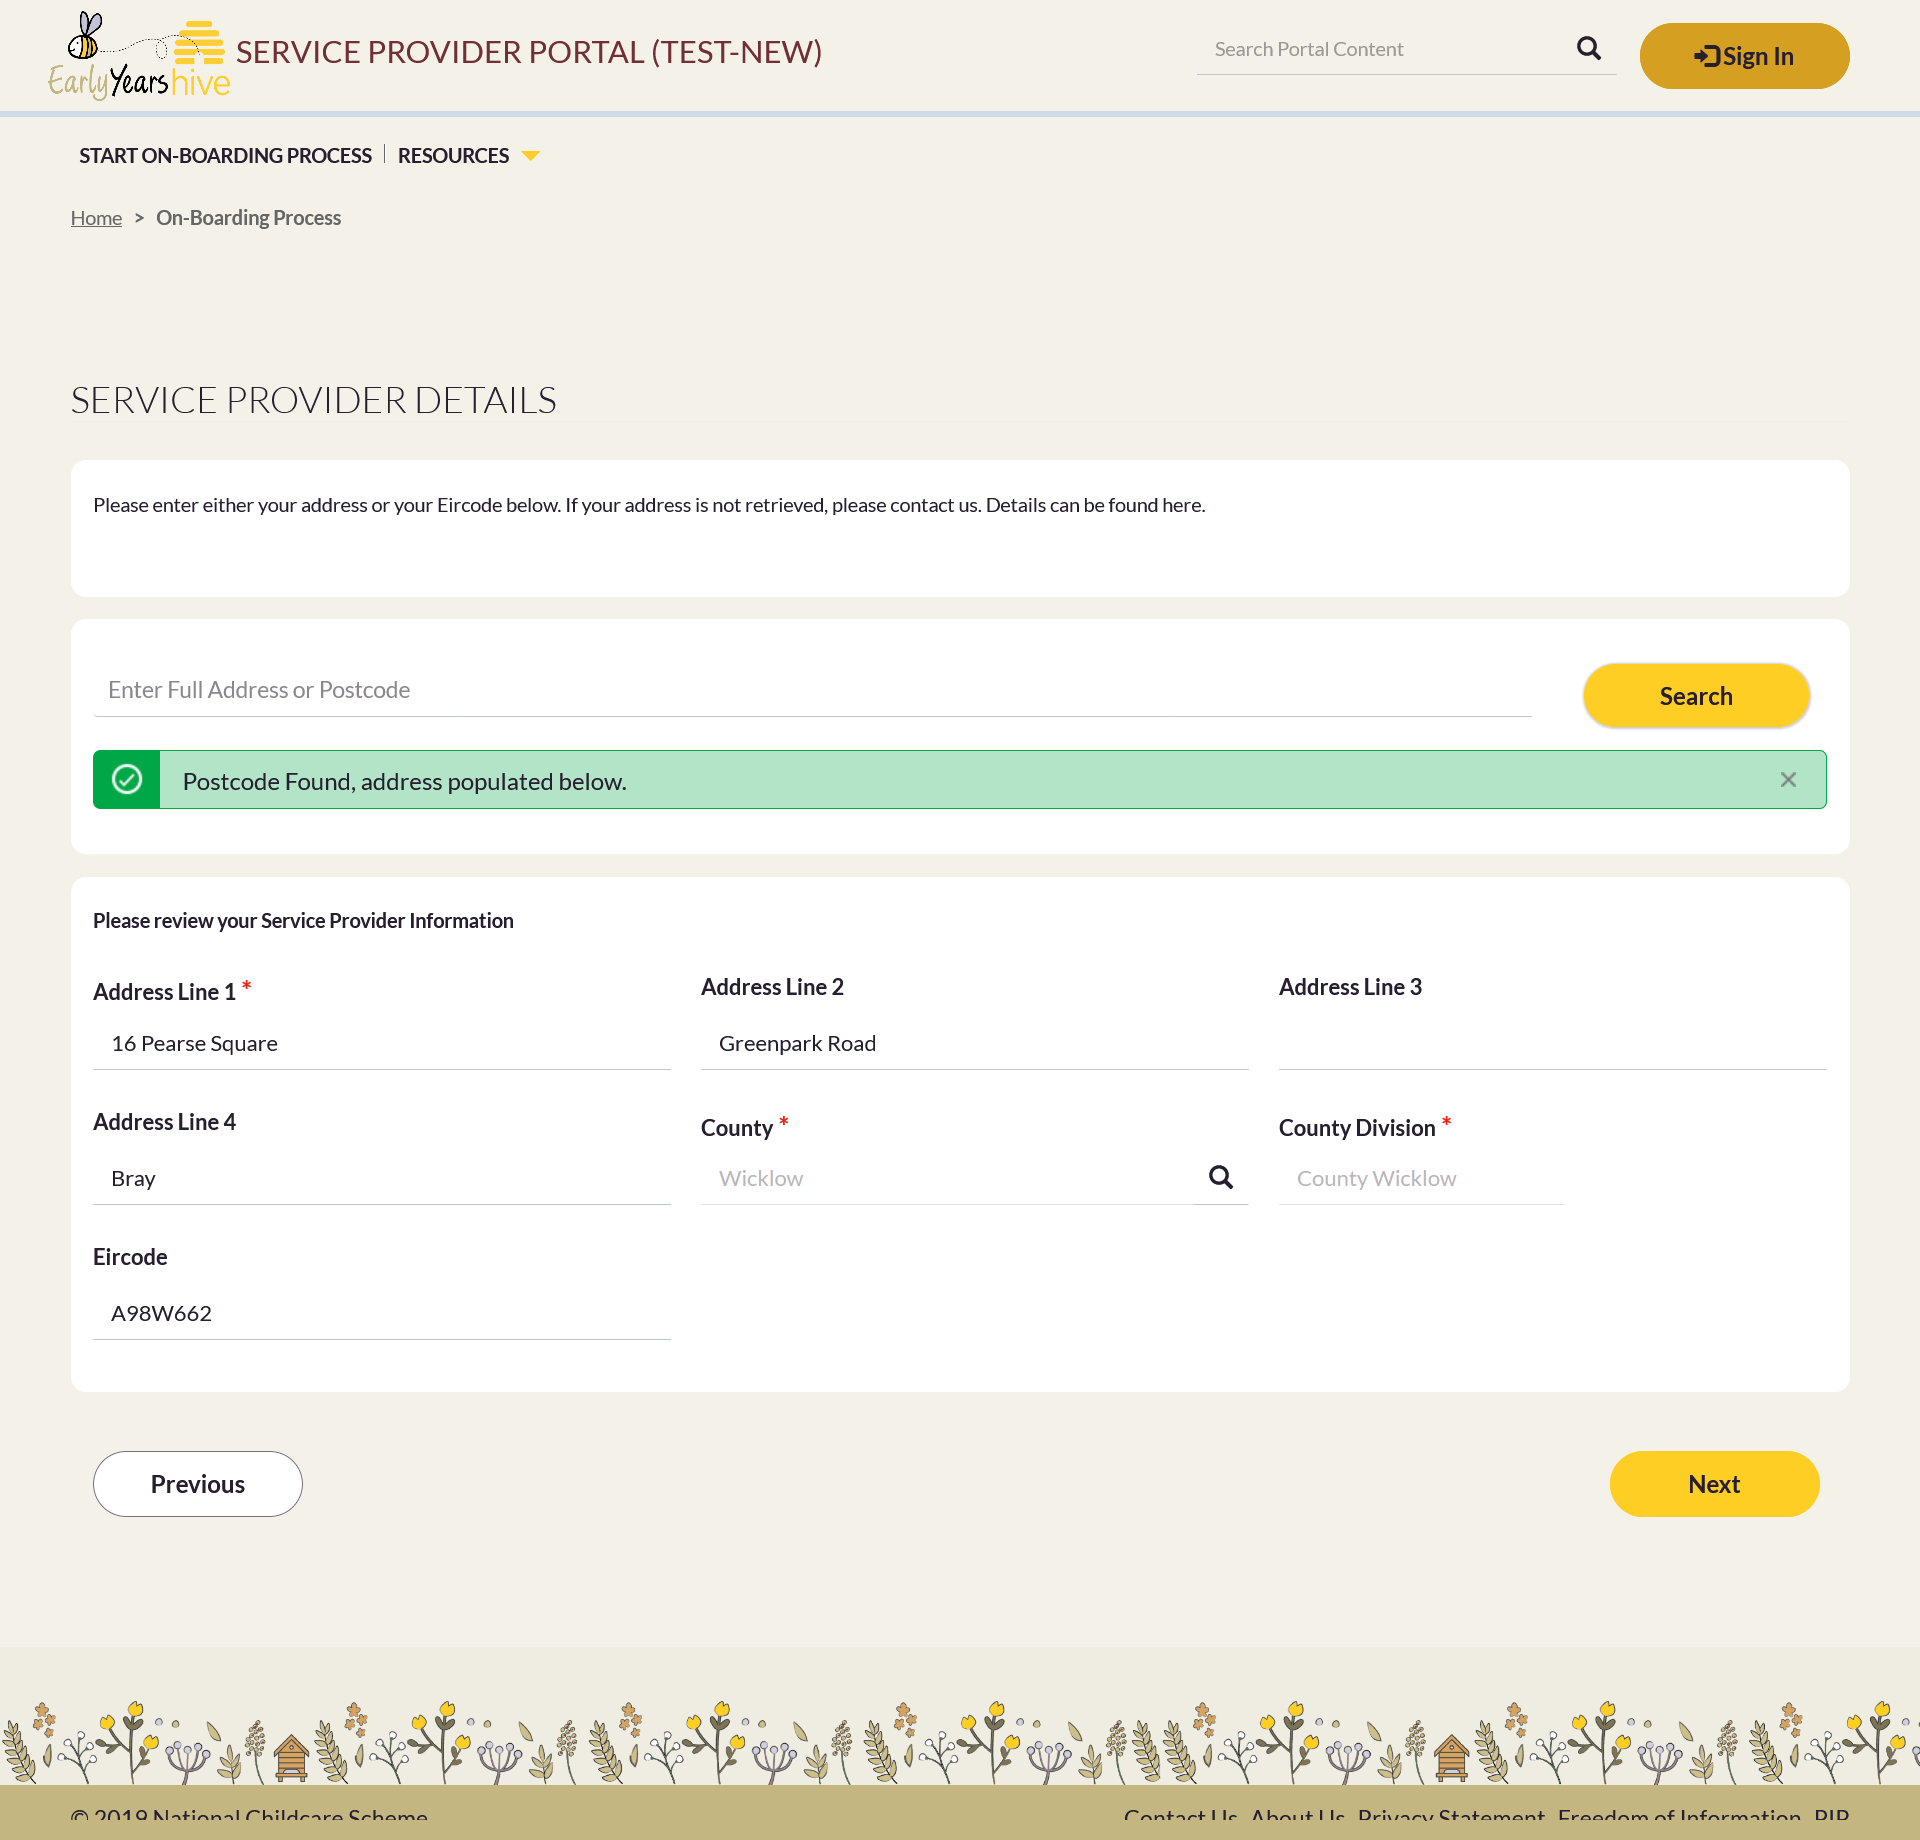 Early Years hive
SERVICE PROVIDER PORTAL (TEST-NEW)
Search Portal Content
Sign In
START ON-BOARDING PROCESS
RESOURCES
Home > On-Boarding Process
SERVICE PROVIDER DETAILS
Please enter either your address or your Eircode below. If your address is not retrieved, please contact us. Details can be found here.
Enter Full Address or Postcode
Search
Postcode Found, address populated below.
Please review your Service Provider Information
Address Line 1 *
Address Line 2
Address Line 3
16 Pearse Square
Greenpark Road
Address Line 4
County *
County Division *
Bray
Wicklow
County Wicklow
Eircode
A98W662
Previous
Next
© 2019 National Childcare Scheme
Contact Us About Us Privacy Statement Freedom of Information PIP